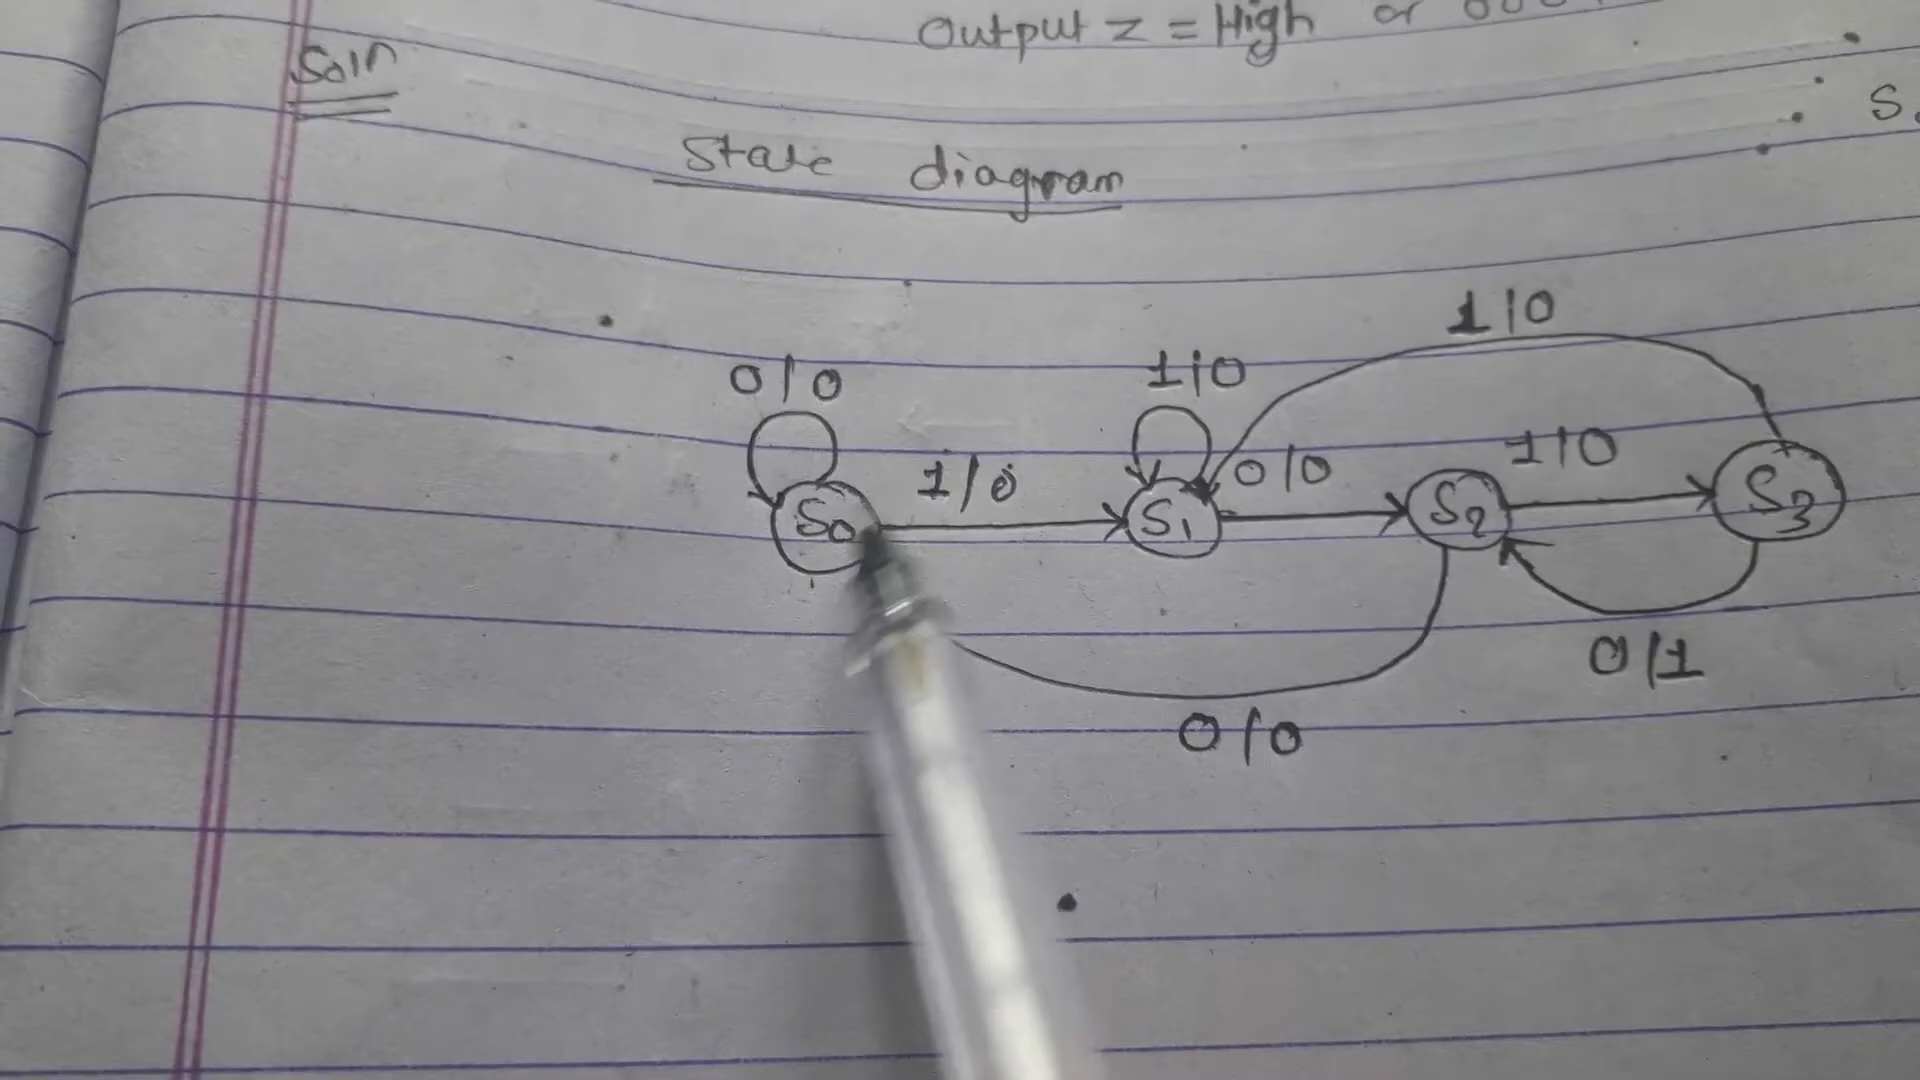 Output Z = High or
Soln
State diagram
1/0
0/0
1/0
1/0
0/0
1/0
S0
S1
S2
S3
0/1
0/0